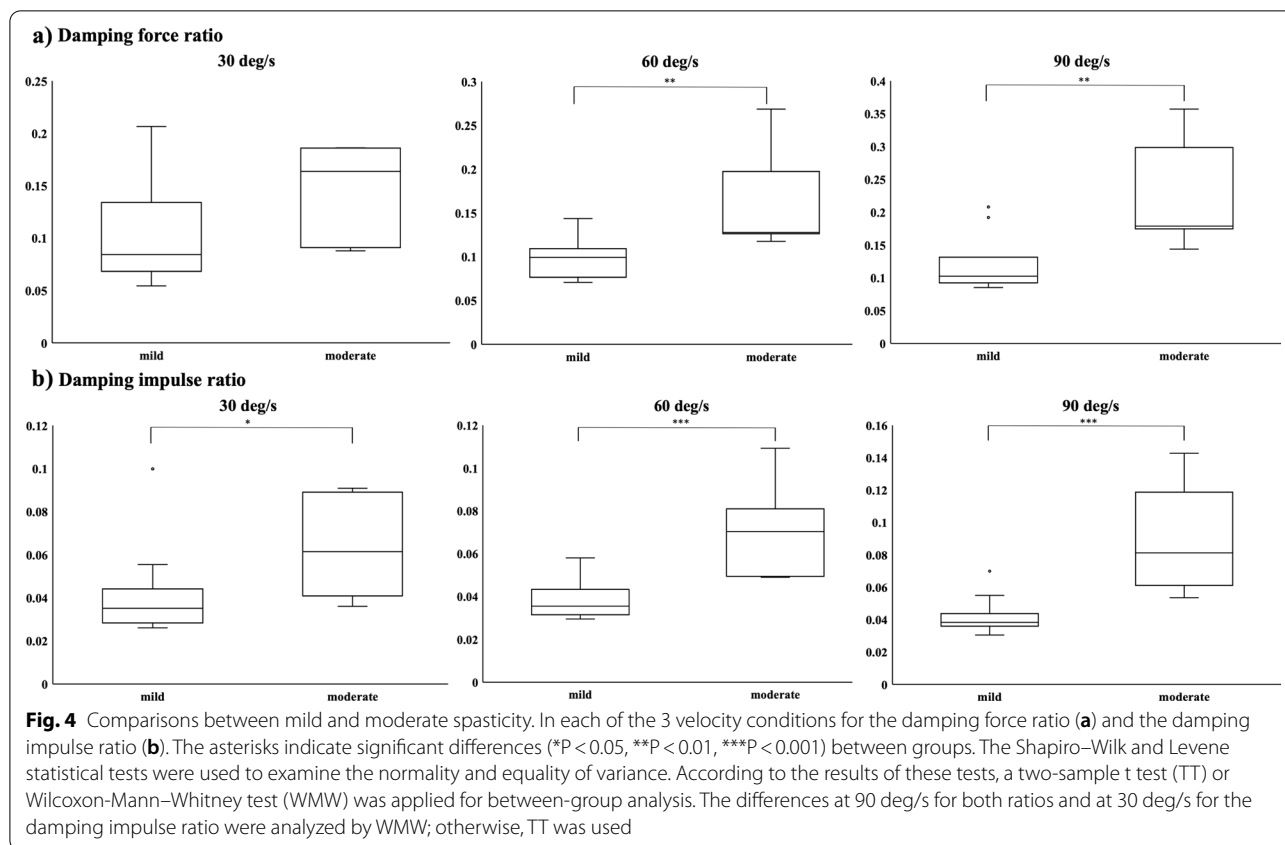 a) Damping force ratio
30 deg/s
60 deg/s
90 deg/s
0.25
0.2
0.15
0.1
0.05
0
mild
moderate
0.3
0.25
0.2
0.15
0.1
0.05
0
**
mild
moderate
0.4
0.35
0.3
0.25
0.2
0.15
0.1
0.05
0
**
mild
moderate
b) Damping impulse ratio
30 deg/s
60 deg/s
90 deg/s
0.12
0.1
0.08
0.06
0.04
0.02
0
*
mild
moderate
0.12
0.1
0.08
0.06
0.04
0.02
0
***
mild
moderate
0.16
0.14
0.12
0.1
0.08
0.06
0.04
0.02
0
***
mild
moderate
Fig. 4 Comparisons between mild and moderate spasticity. In each of the 3 velocity conditions for the damping force ratio (a) and the damping
impulse ratio (b). The asterisks indicate significant differences (*P < 0.05, **P < 0.01, ***P < 0.001) between groups. The Shapiro–Wilk and Levene
statistical tests were used to examine the normality and equality of variance. According to the results of these tests, a two-sample t test (TT) or
Wilcoxon-Mann–Whitney test (WMW) was applied for between-group analysis. The differences at 90 deg/s for both ratios and at 30 deg/s for the
damping impulse ratio were analyzed by WMW; otherwise, TT was used